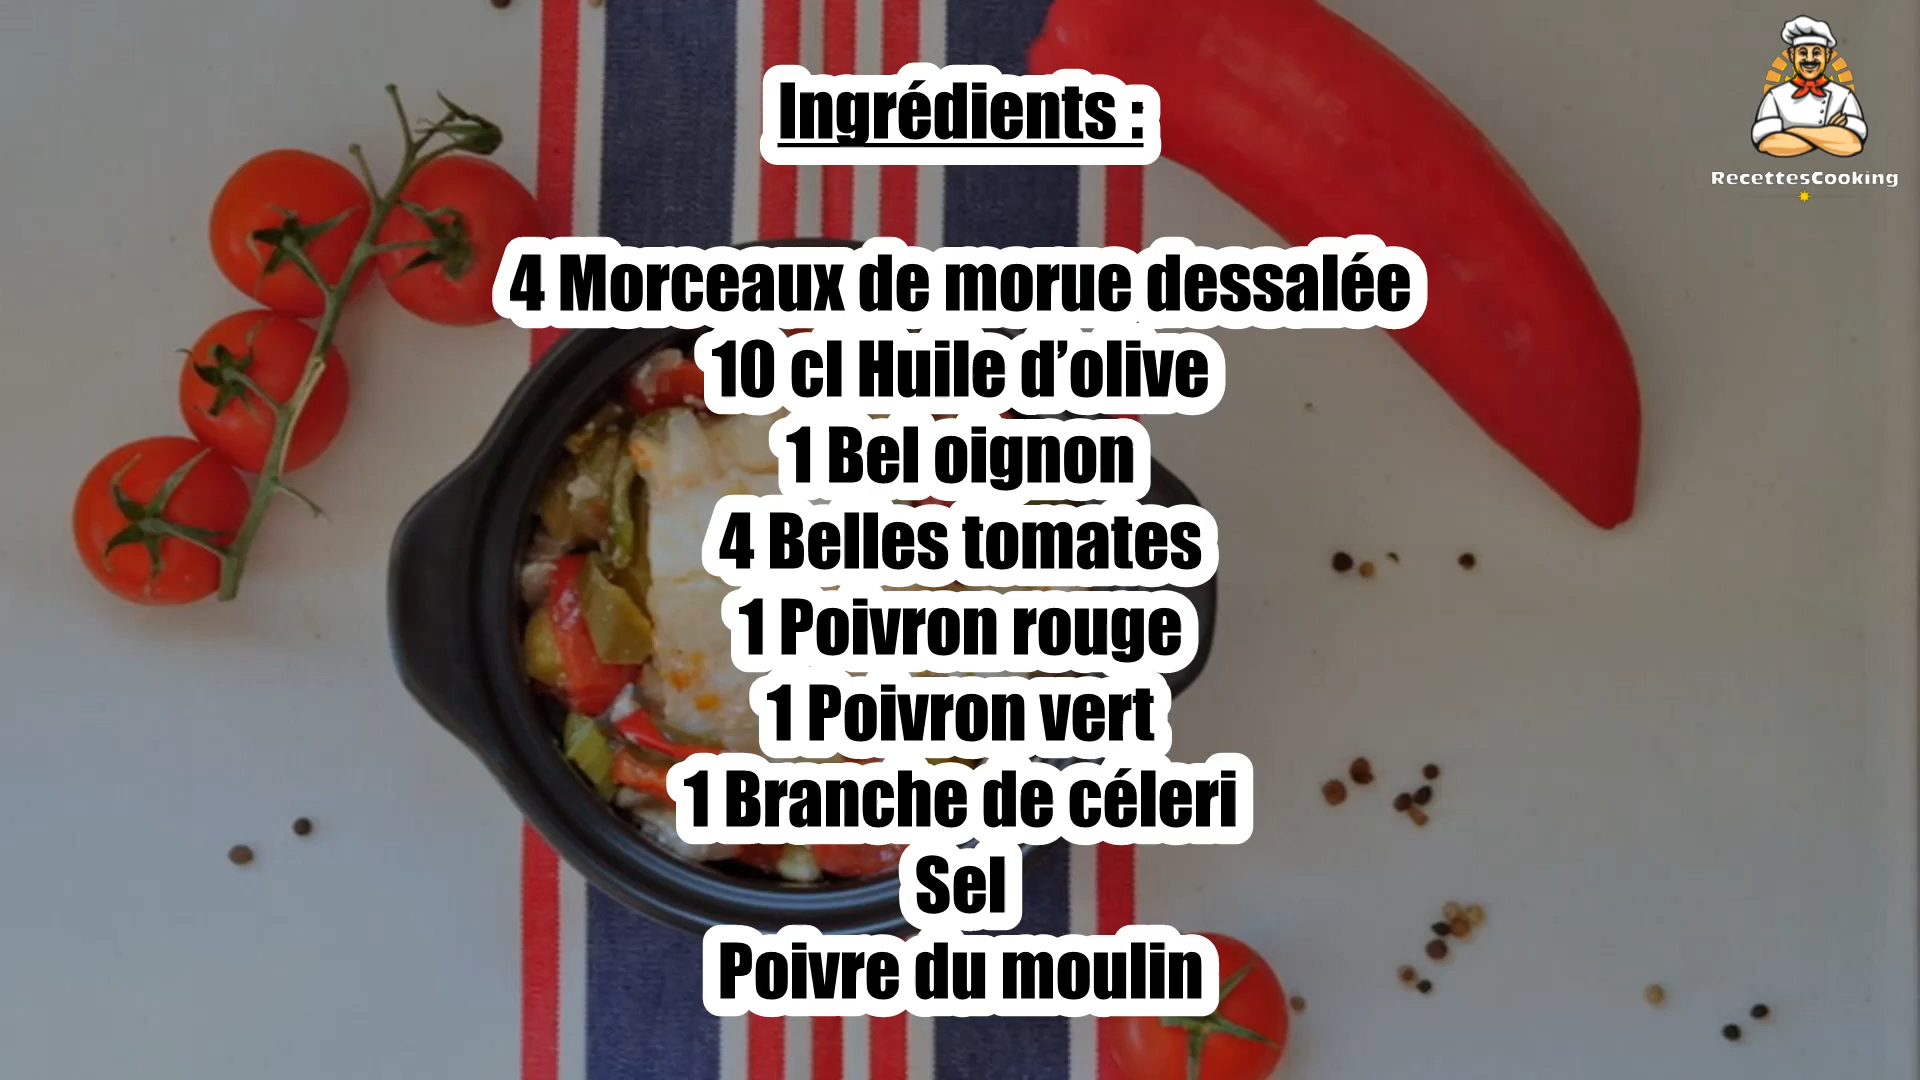 Ingrédients :
RecettesCooking
4 Morceaux de morue dessalée
10 cl Huile d’olive
1 Bel oignon
4 Belles tomates
1 Poivron rouge
1 Poivron vert
1 Branche de céleri
Sel
Poivre du moulin